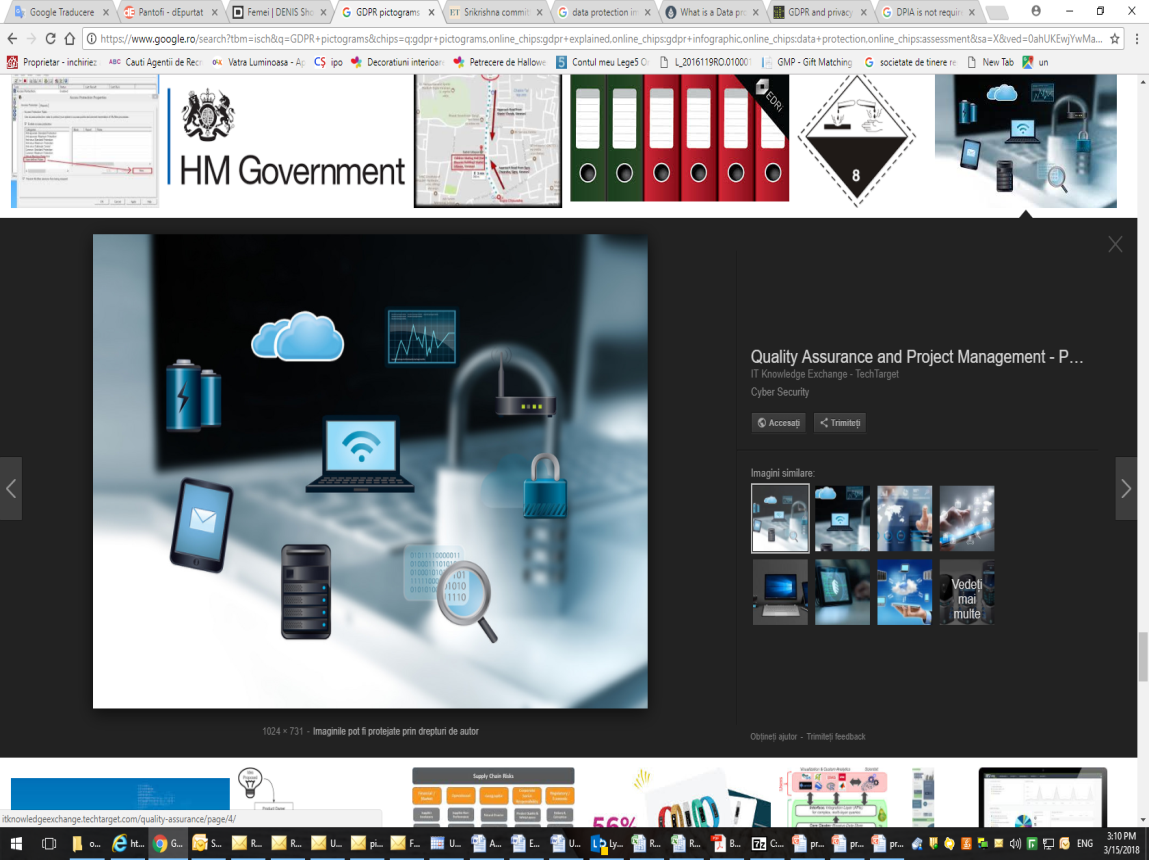 Google Traducere
Pantofi - dEpurtat
Femei | DENIS Sho
GDPR pictograms
Srikrishna commit
data protection im
What is a Data pro
GDPR and privacy
DPIA is not require
https://www.google.ro/search?tbm=isch&q=GDPR+pictograms&chips=q:gdpr+pictograms,online_chips:gdpr+explained,online_chips:gdpr+infographic,online_chips:data+protection,online_chips:assessment&sa=X&ved=0ahUKEwjYwMa...
Proprietar - inchiriez
Cauti Agentii de Rec
Vatra Luminoasa - Ap
ipo
Decoratiuni interioare
Petrecere de Hallowe
Contul meu Lege5 O
L_2016119RO.010001
GMP - Gift Matching
societate de tinere re
New Tab
un
HM Government
EDRi
8
Quality Assurance and Project Management - P...
IT Knowledge Exchange - TechTarget
Cyber Security
Accesați
Trimiteți
Imagini similare:
Vedeți
mai
multe
1024 × 731 - Imaginile pot fi protejate prin drepturi de autor
Obțineți ajutor - Trimiteți feedback
Supply Chain Risks
56%
itknowledgeexchange.techtarget.com/quality-assurance/page/4/
ENG
3:10 PM
3/15/2018